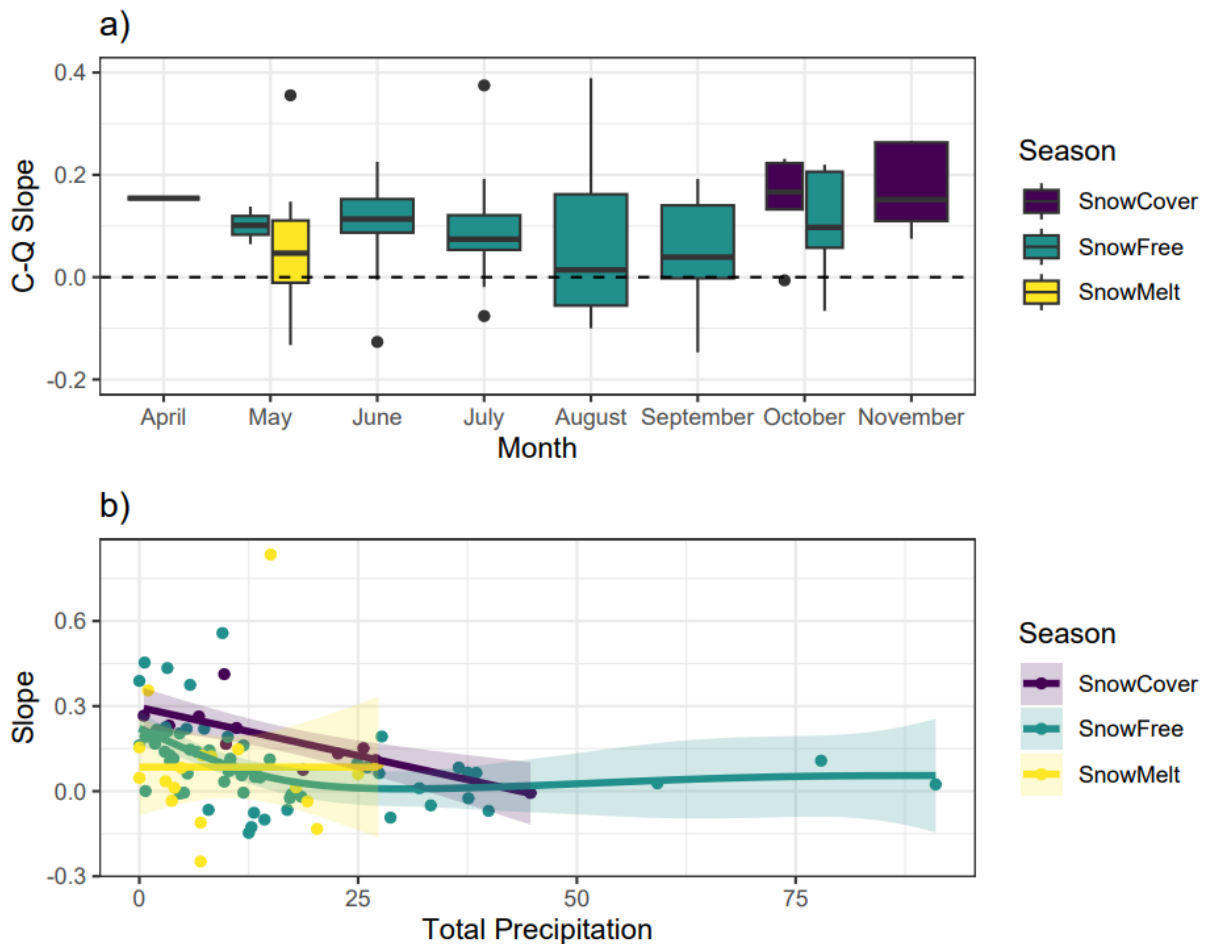 a)
0.4
0.2
0.0
-0.2
C-Q Slope
April May June July August September October November
Month
Season
SnowCover
SnowFree
SnowMelt
b)
0.6
0.3
0.0
-0.3
Slope
0 25 50 75
Total Precipitation
Season
SnowCover
SnowFree
SnowMelt